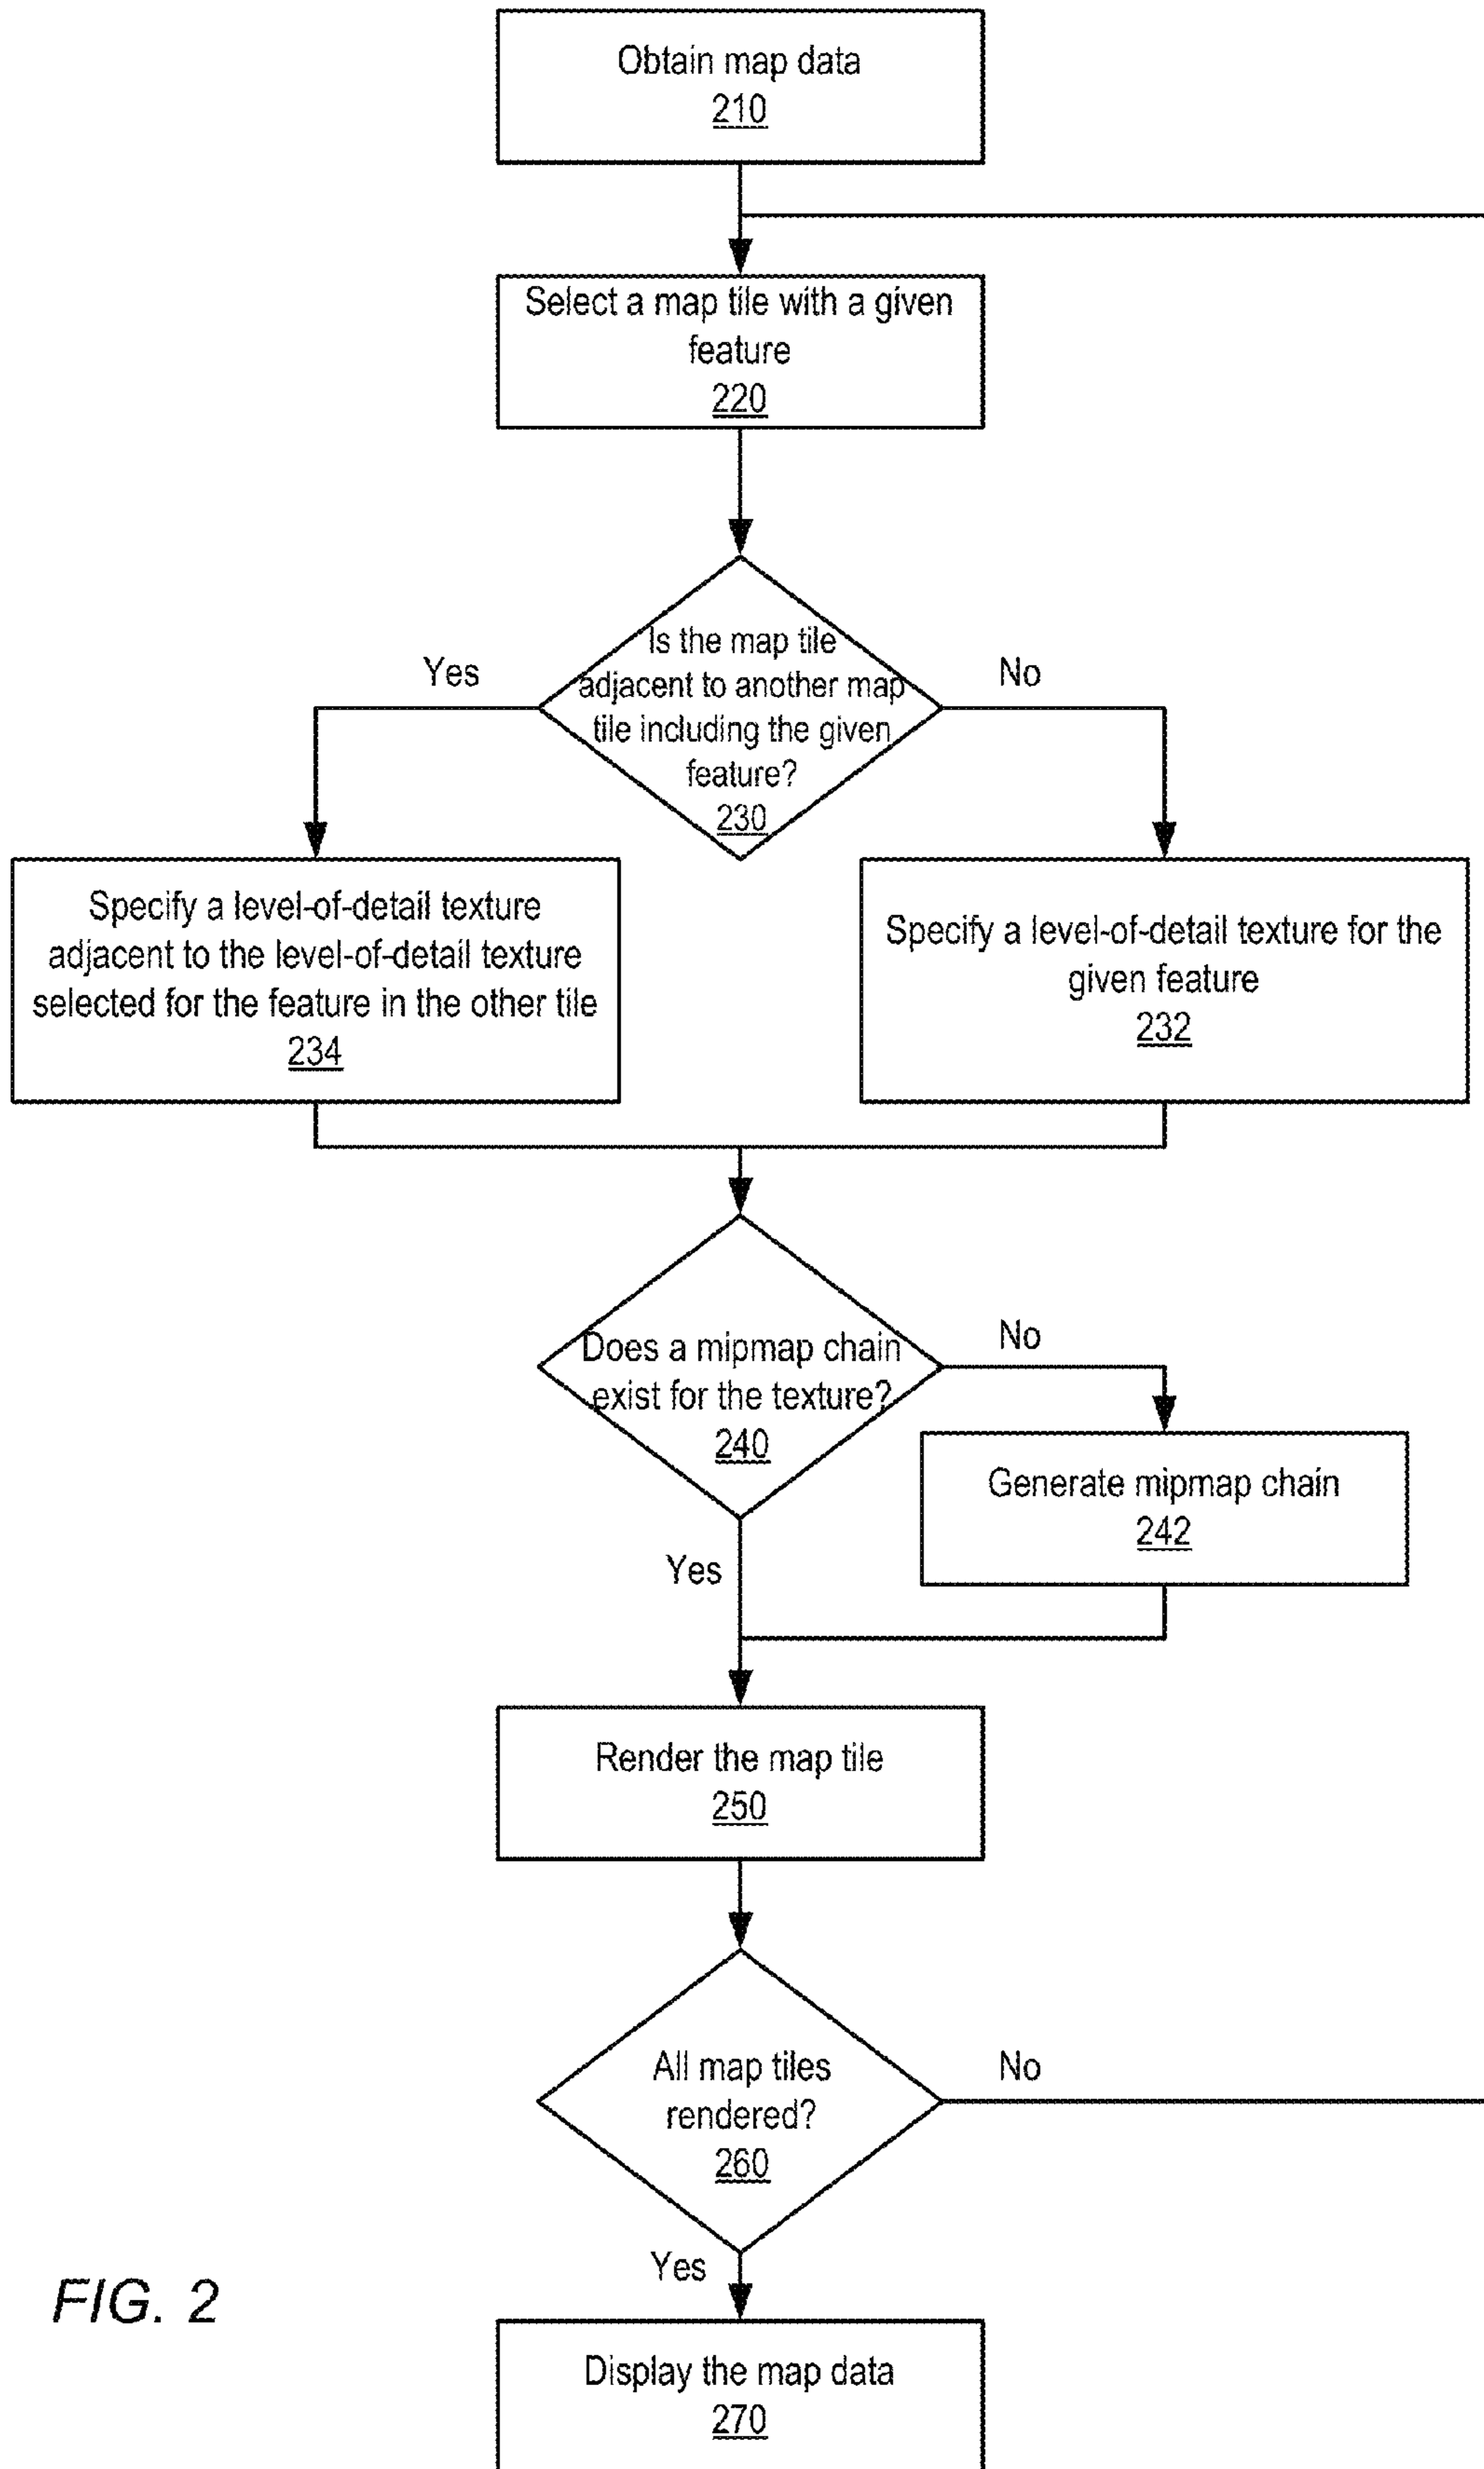 Obtain map data
210
Select a map tile with a given
feature
220
Is the map tile
adjacent to another map
tile including the given
feature?
230
Yes
No
Specify a level-of-detail texture
adjacent to the level-of-detail texture
selected for the feature in the other tile
234
Specify a level-of-detail texture for the
given feature
232
Does a mipmap chain
exist for the texture?
240
No
Generate mipmap chain
242
Yes
Render the map tile
250
All map tiles
rendered?
260
No
Yes
FIG. 2
Display the map data
270